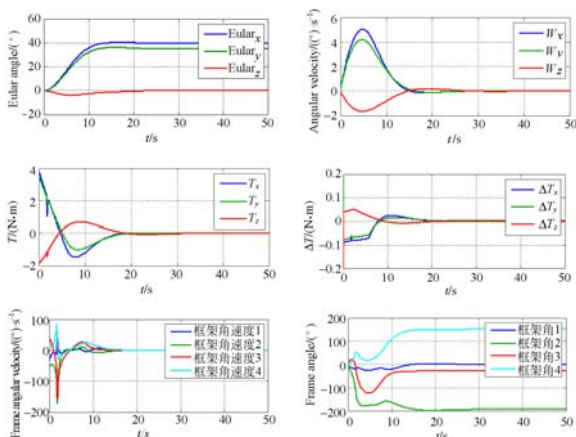 60
40
20
0
−20
Eular angle/(°)
Eular_x
Eular_y
Eular_z
0 10 20 30 40 50
t/s
6
4
2
0
−2
Angular velocity/((°)·s⁻¹)
W_x
W_y
W_z
0 10 20 30 40 50
t/s
4
2
0
−2
T/(N•m)
T_x
T_y
T_z
0 10 20 30 40 50
t/s
0.2
0.1
0
−0.1
−0.2
ΔT/(N•m)
ΔT_x
ΔT_y
ΔT_z
0 10 20 30 40 50
t/s
100
0
−100
−200
Frame angular velocity/((°)·s⁻¹)
框架角速度1
框架角速度2
框架角速度3
框架角速度4
0 10 20 30 40 50
t/s
200
100
0
−100
−200
Frame angle/(°)
框架角1
框架角2
框架角3
框架角4
0 10 20 30 40 50
t/s